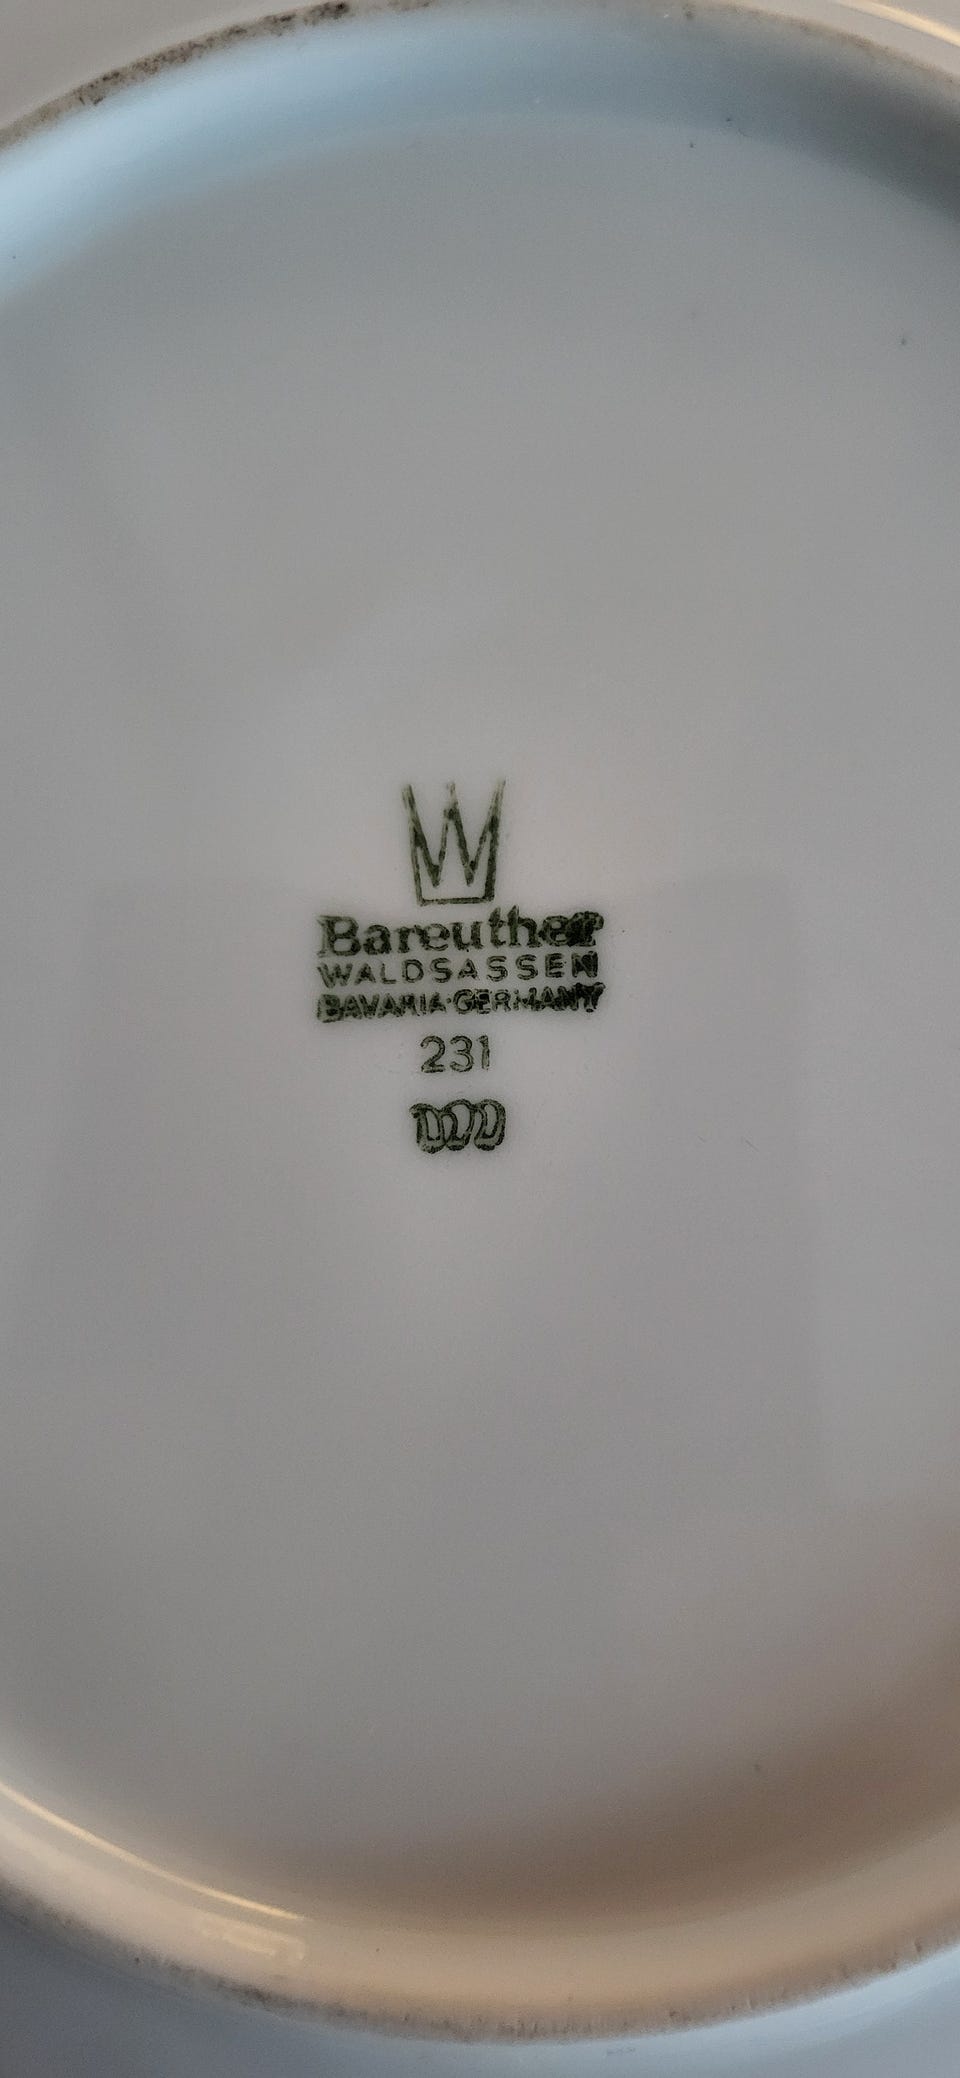 Bareuther
WALDSASSEN
BAVARIA·GERMANY
231